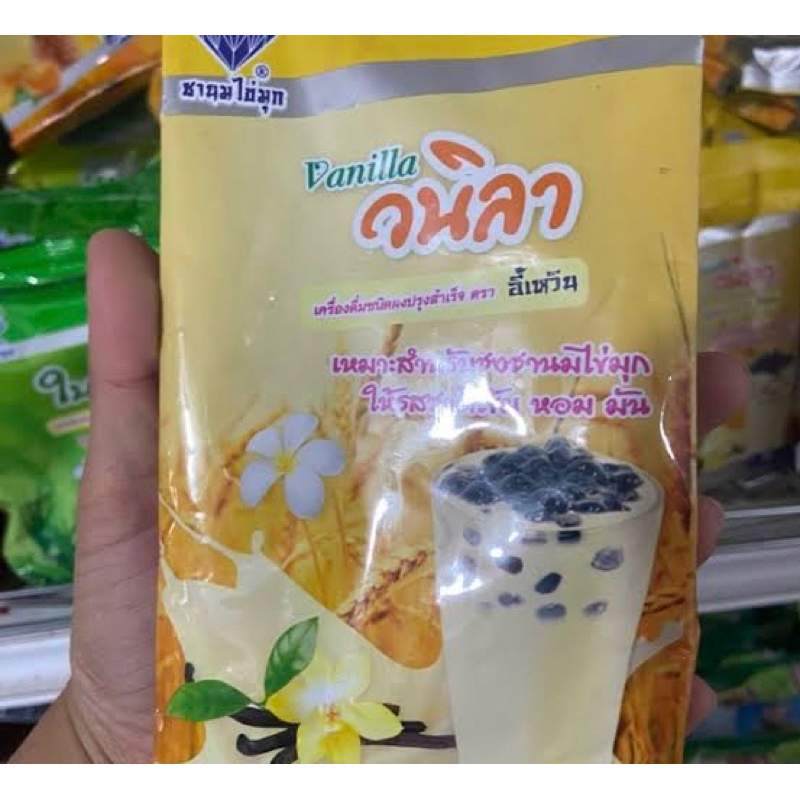 ชานมไข่มุก®
Vanilla
วนิลา
เครื่องดื่มชนิดผงปรุงสำเร็จ ตรา อี๋เหวิน
เหมาะสำหรับชงชานมไข่มุก
หอม มัน